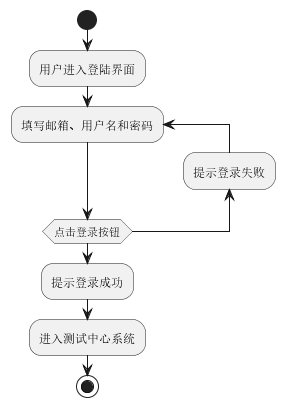 用户进入登陆界面
填写邮箱、用户名和密码
提示登录失败
点击登录按钮
提示登录成功
进入测试中心系统